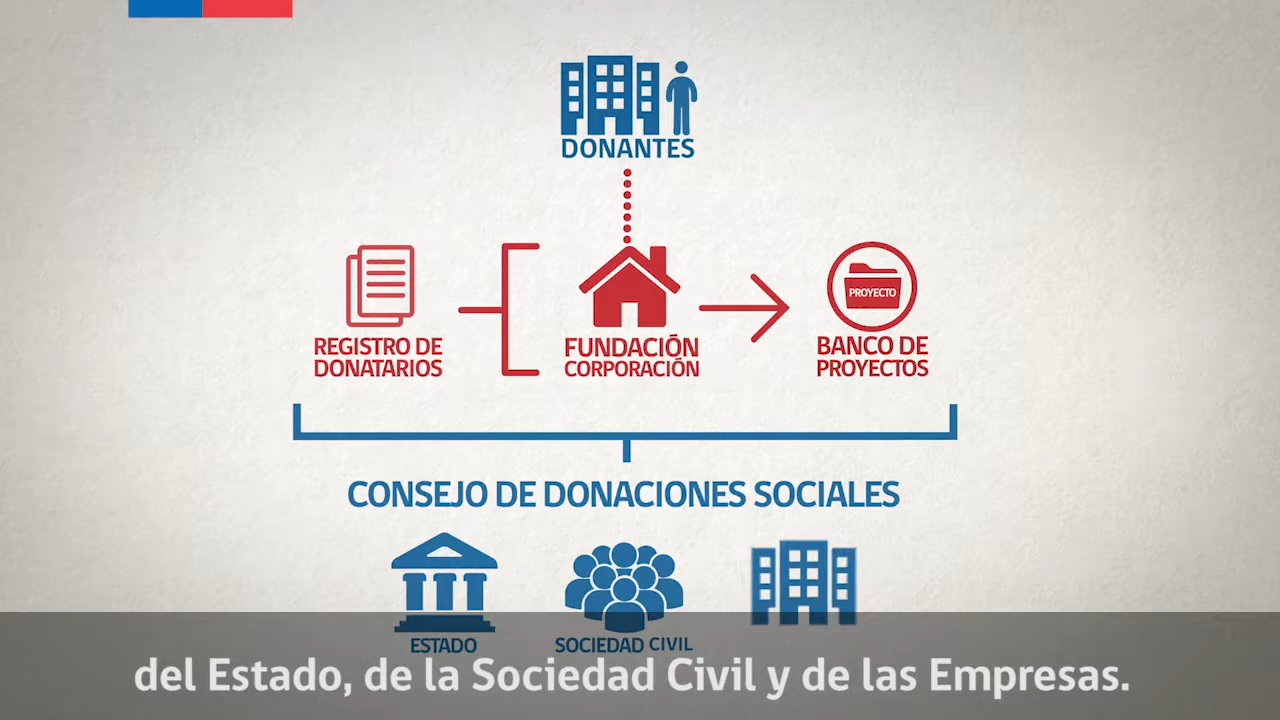 DONANTES
REGISTRO DE
DONATARIOS
FUNDACIÓN
CORPORACIÓN
PROYECTO
BANCO DE
PROYECTOS
CONSEJO DE DONACIONES SOCIALES
ESTADO
SOCIEDAD CIVIL
del Estado, de la Sociedad Civil y de las Empresas.